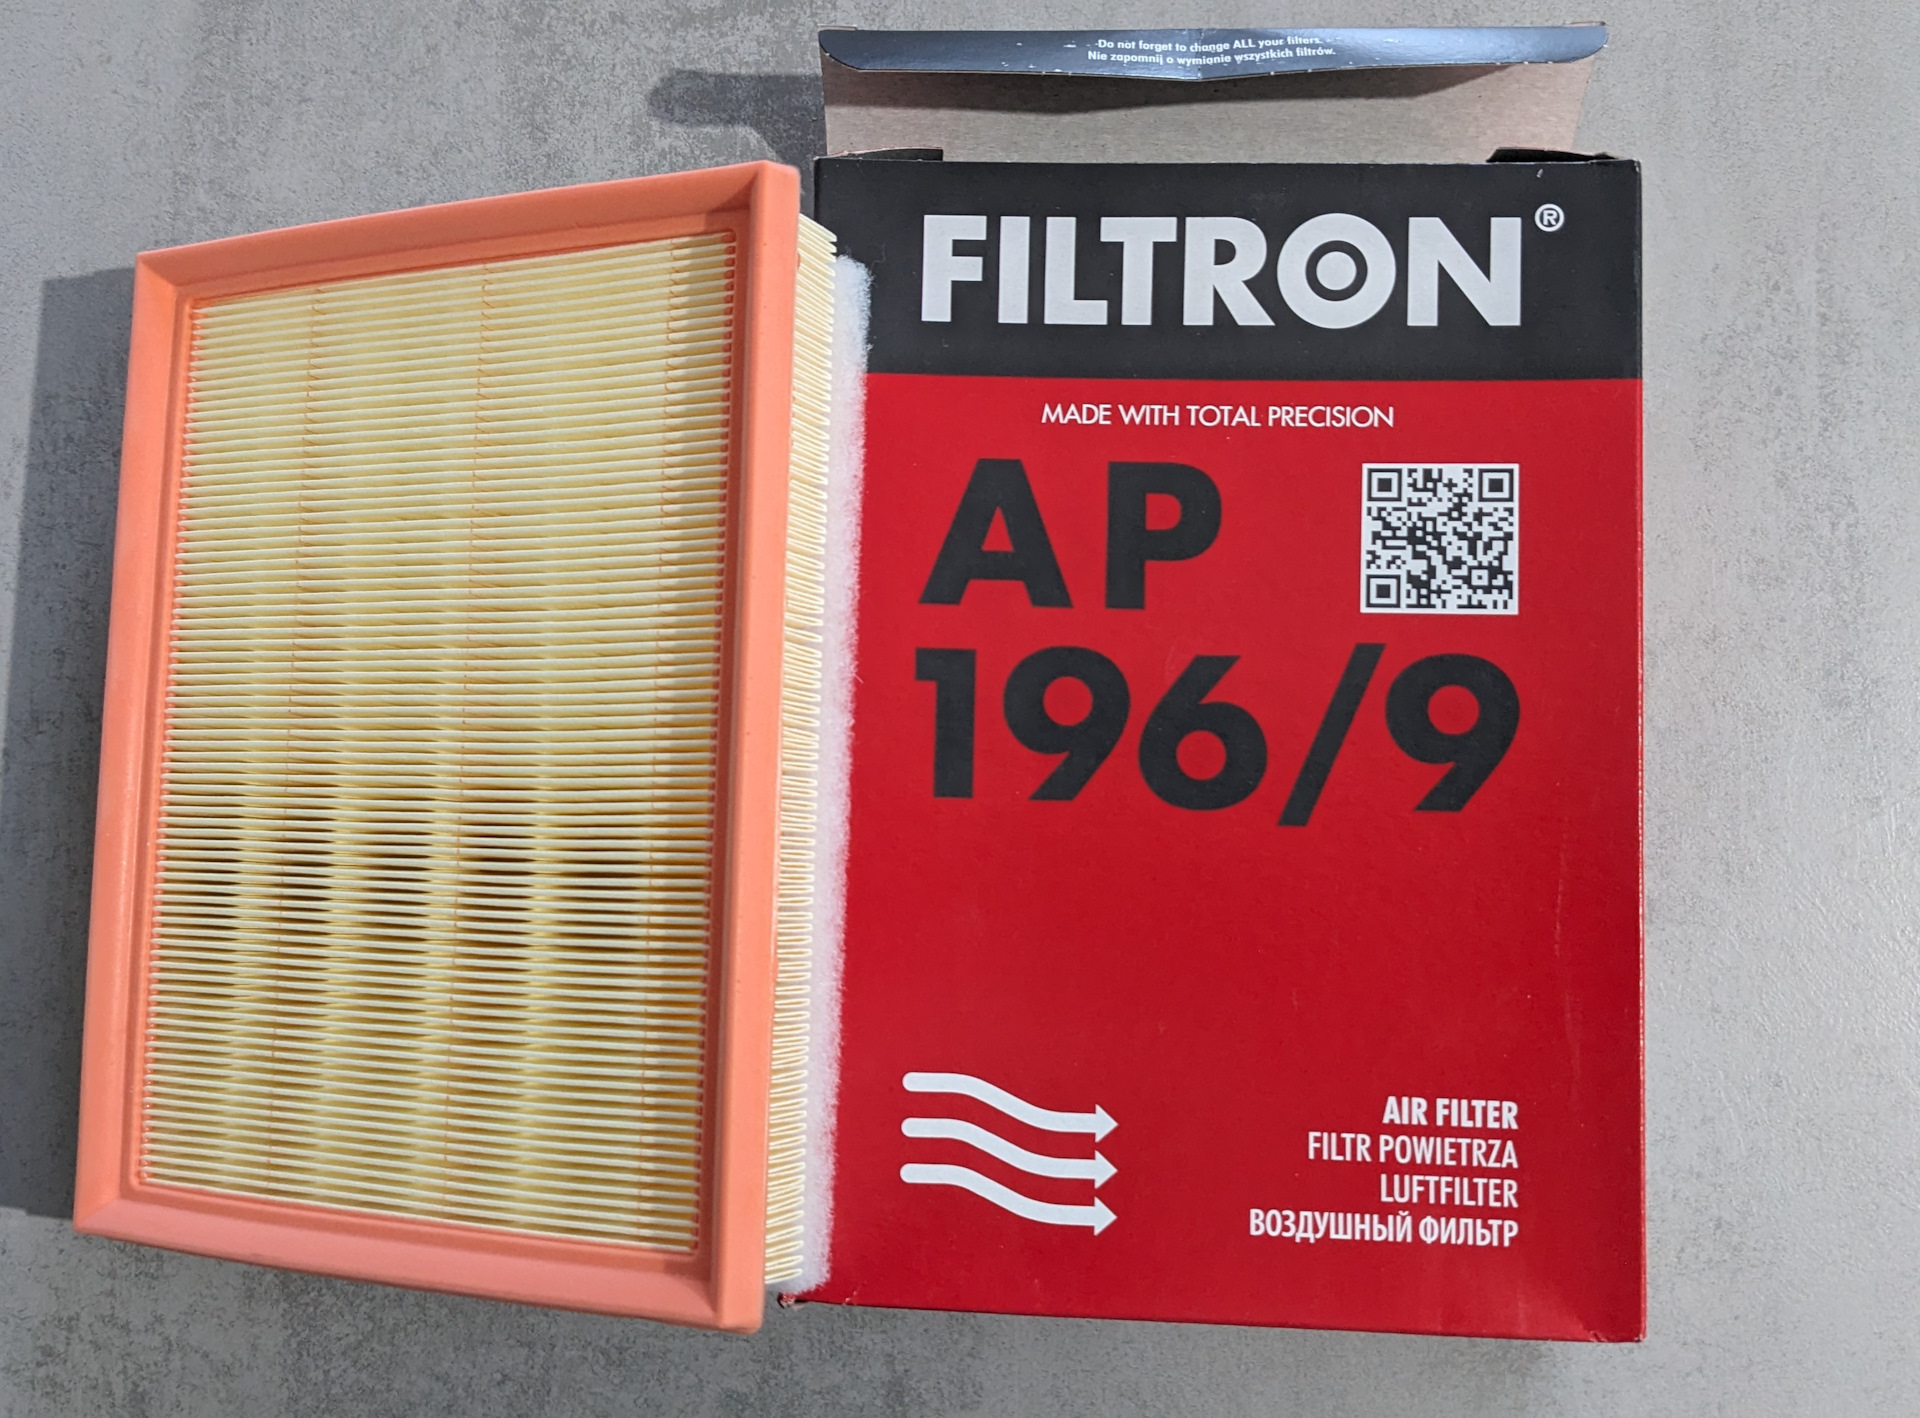 Do not forget to change ALL your filters.
Nie zapomnij o wymianie wszystkich filtrów.
FILTRON®
MADE WITH TOTAL PRECISION
AP
196/9
AIR FILTER
FILTR POWIETRZA
LUFTFILTER
ВОЗДУШНЫЙ ФИЛЬТР